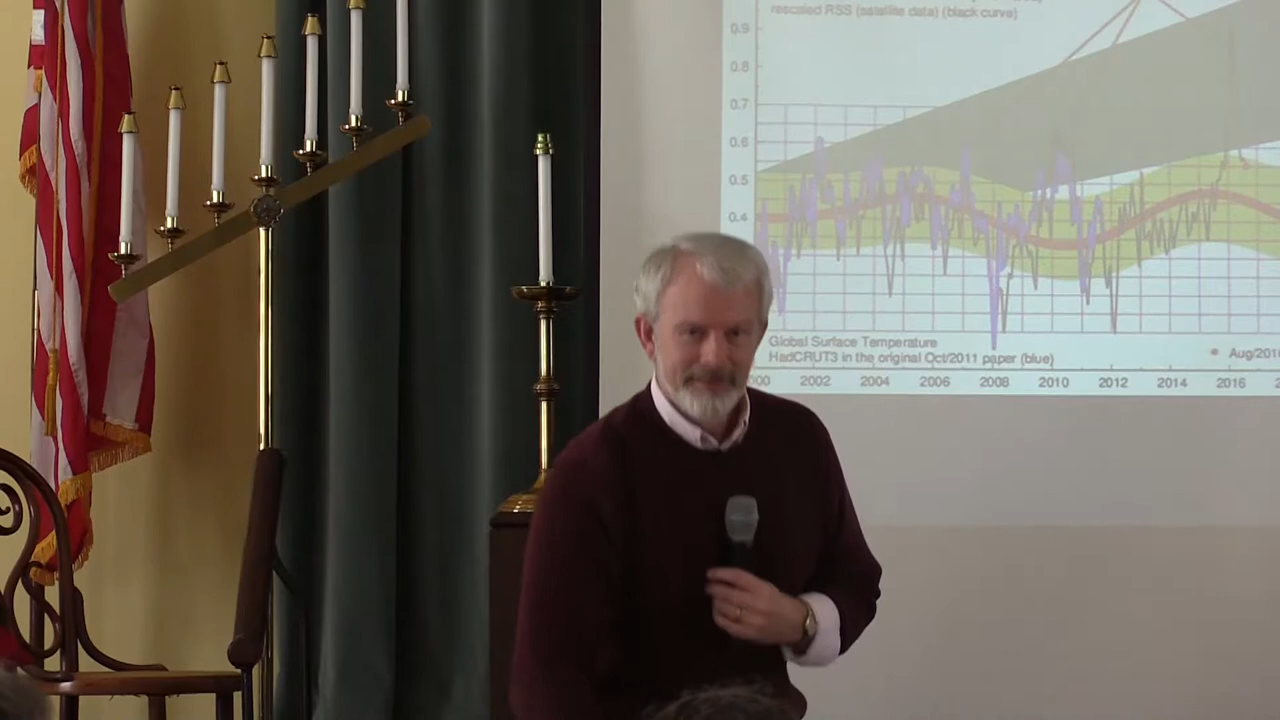 rescaled RSS (satellite data) (black curve)
0.9
0.8
0.7
0.6
0.5
0.4
Global Surface Temperature
HadCRUT3 in the original Oct/2011 paper (blue)
Aug/201
000 2002 2004 2006 2008 2010 2012 2014 2016